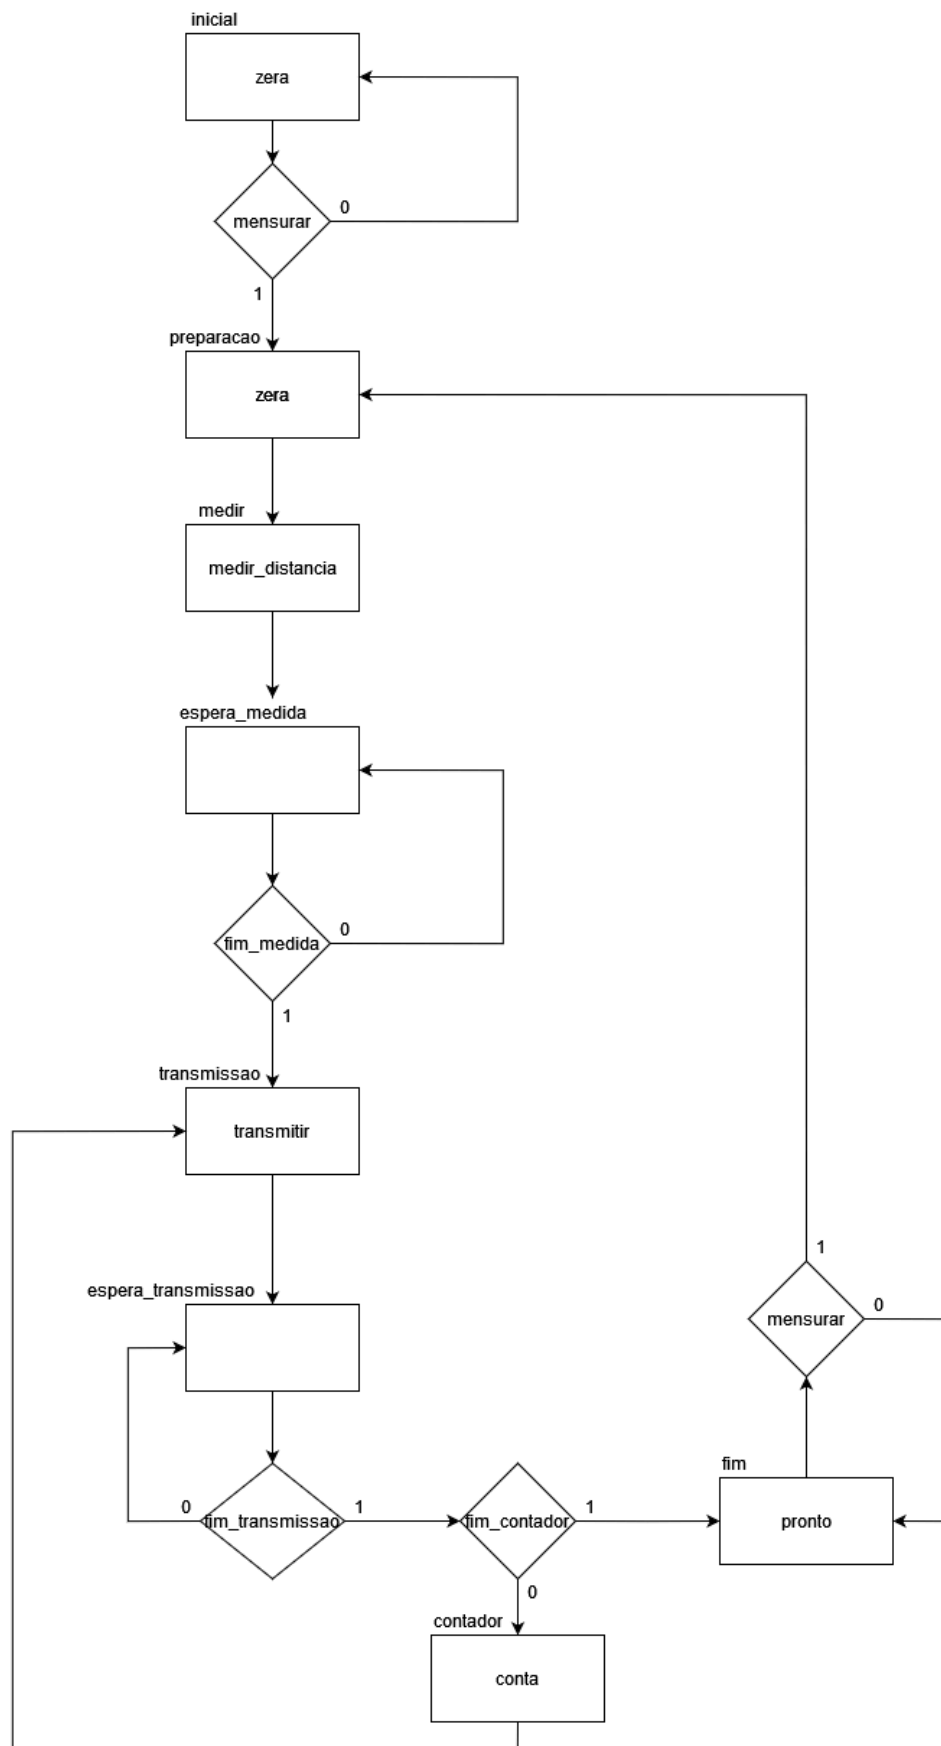 inicial
zera
mensurar
0
1
preparacao
zera
medir
medir_distancia
espera_medida
fim_medida
0
1
transmissao
transmitir
espera_transmissao
fim_transmissao
0
1
fim_contador
1
0
contador
conta
fim
pronto
mensurar
1
0